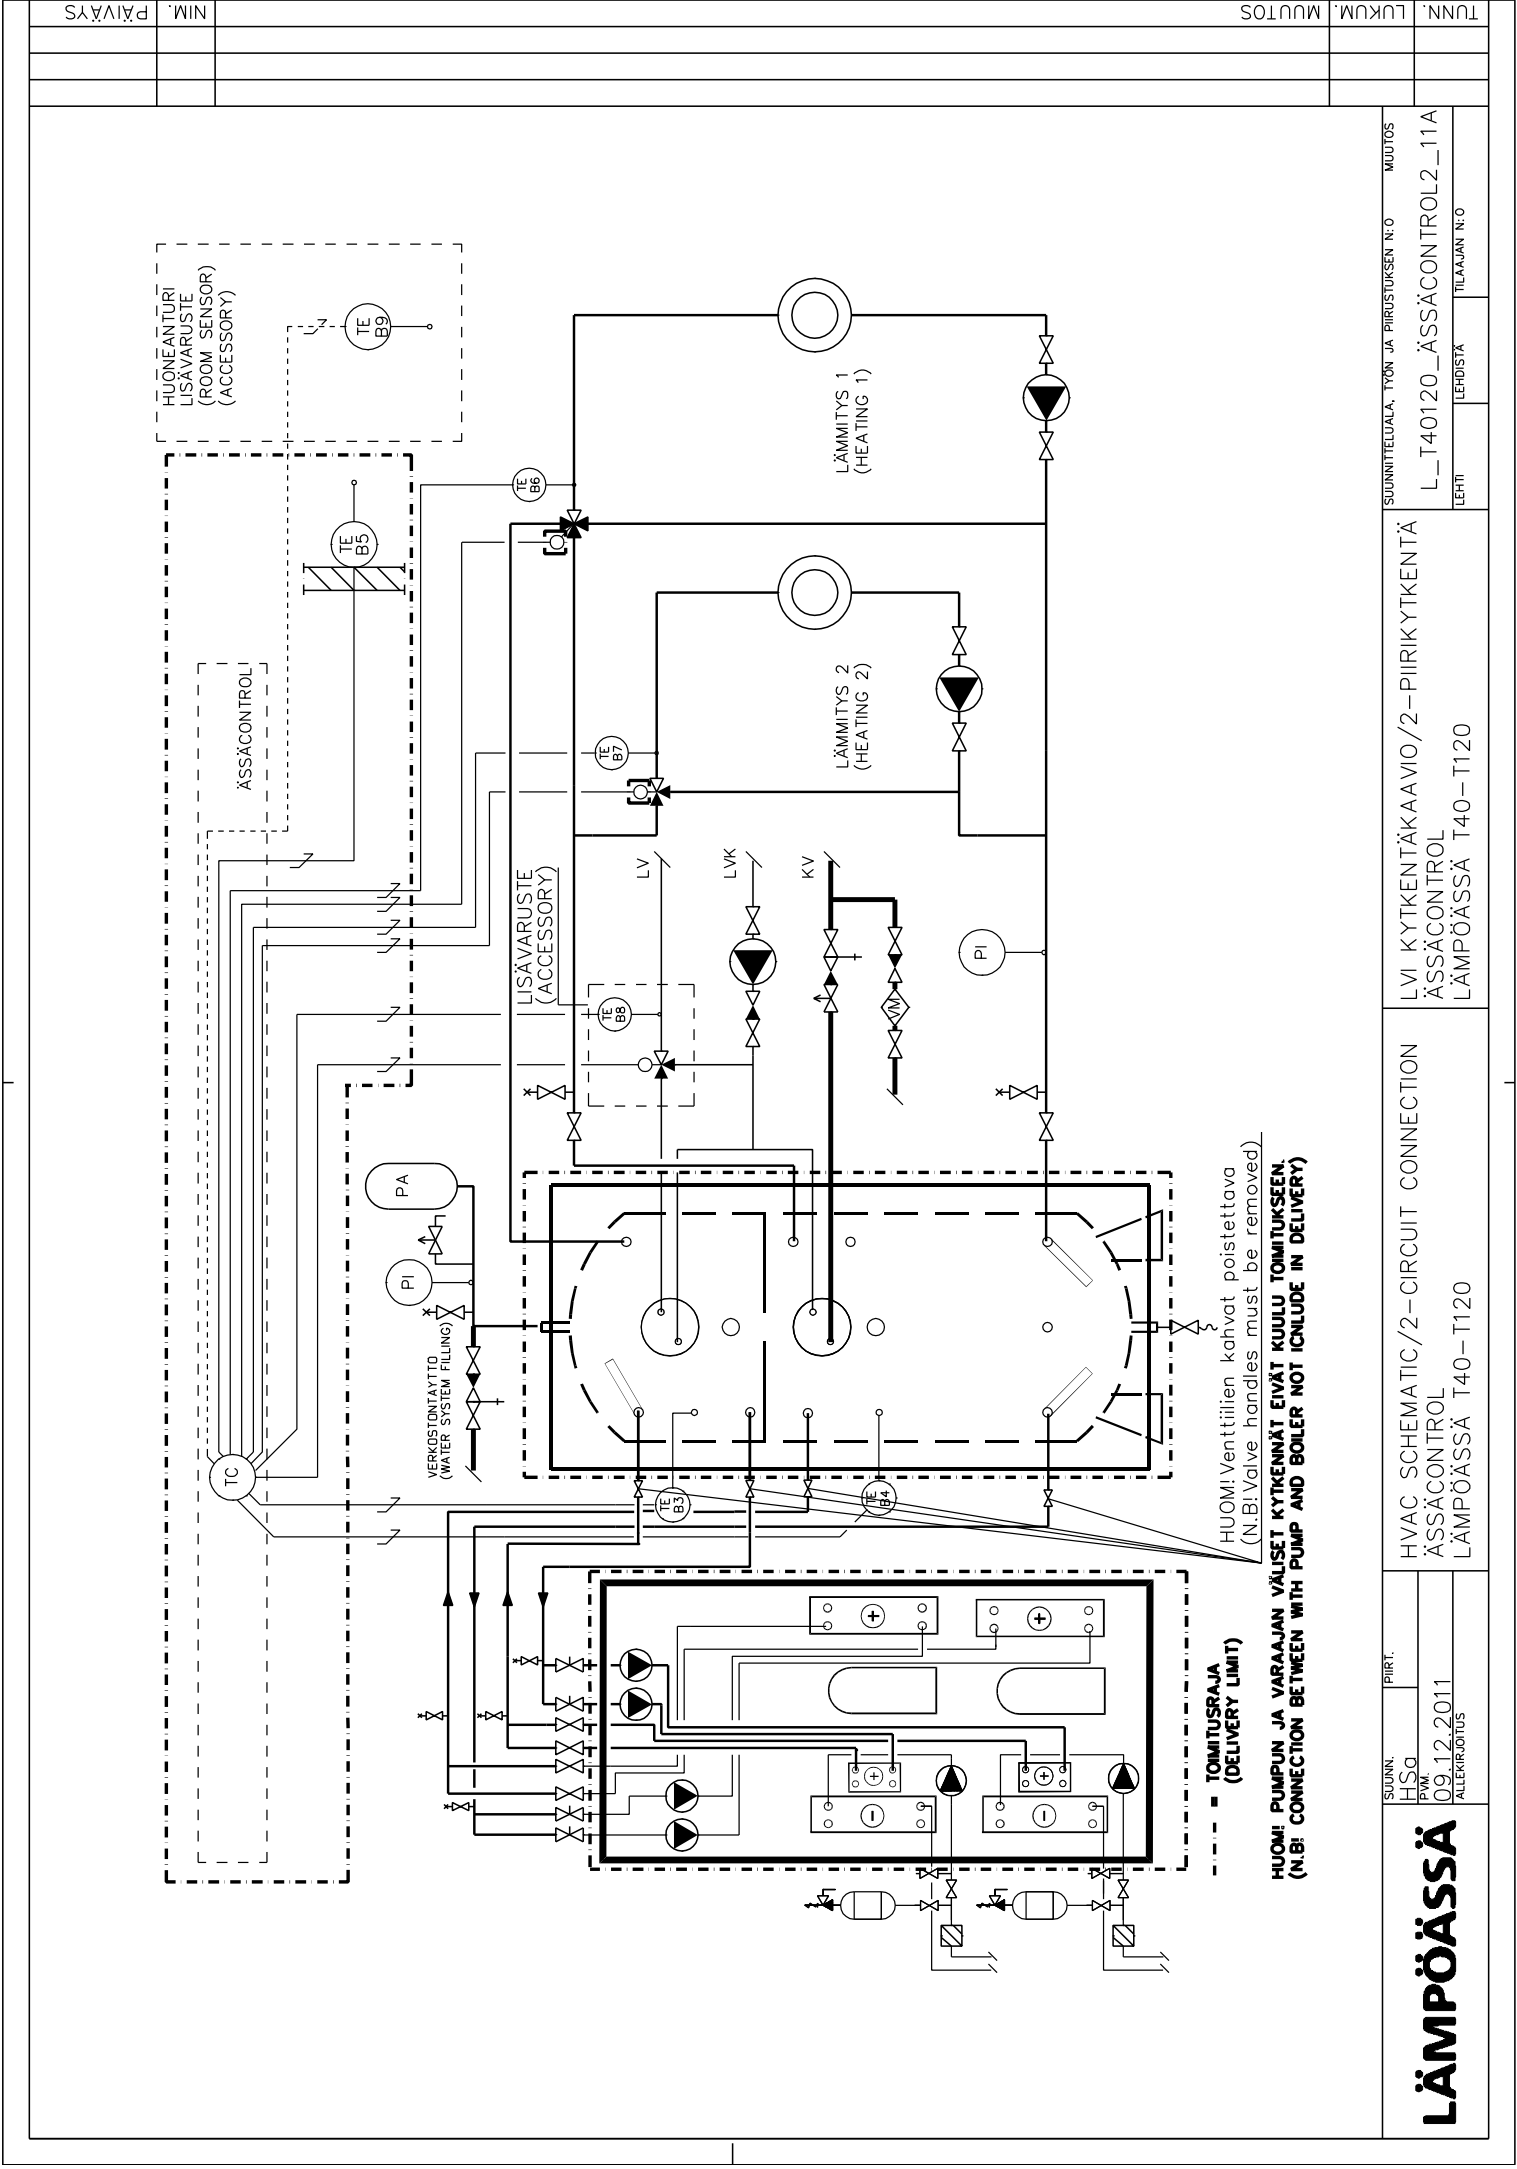 PÄIVÄYS
NIM.
MUUTOS
LUKUM.
TUNN.
HUONEANTURI
LISÄVARUSTE
(ROOM SENSOR)
(ACCESSORY)
TE
B9
TE
B5
ÄSSÄCONTROL
TC
TE
B6
TE
B7
LÄMMITYS 1
(HEATING 1)
LÄMMITYS 2
(HEATING 2)
LISÄVARUSTE
(ACCESSORY)
LV
LVK
KV
TE
B8
VM
PI
PA
PI
VERKOSTONTÄYTTÖ
(WATER SYSTEM FILLING)
TE
B3
TE
B4
HUOM! Venttiilien kahvat poistettava
(N.B! Valve handles must be removed)
HUOM! PUMPUN JA VARAAJAN VÄLISET KYTKENNÄT EIVÄT KUULU TOIMITUKSEEN.
(N.B! CONNECTION BETWEEN WITH PUMP AND BOILER NOT ICNLUDE IN DELIVERY)
TOIMITUSRAJA
(DELIVERY LIMIT)
+
+
+
+
−
−
LÄMPÖÄSSÄ
SUUNN.
HSa
PIIRT.
PVM.
09.12.2011
ALLEKIRJOITUS
HVAC SCHEMATIC/2-CIRCUIT CONNECTION
ÄSSÄCONTROL
LÄMPÖÄSSÄ T40-T120
LVI KYTKENTÄKAAVIO/2-PIIRIKYTKENTÄ
ÄSSÄCONTROL
LÄMPÖÄSSÄ T40-T120
SUUNNITTELUALA, TYÖN JA PIIRUSTUKSEN N:O
MUUTOS
L_T40120_ÄSSÄCONTROL2_11A
LEHTI
LEHDISTÄ
TILAAJAN N:O